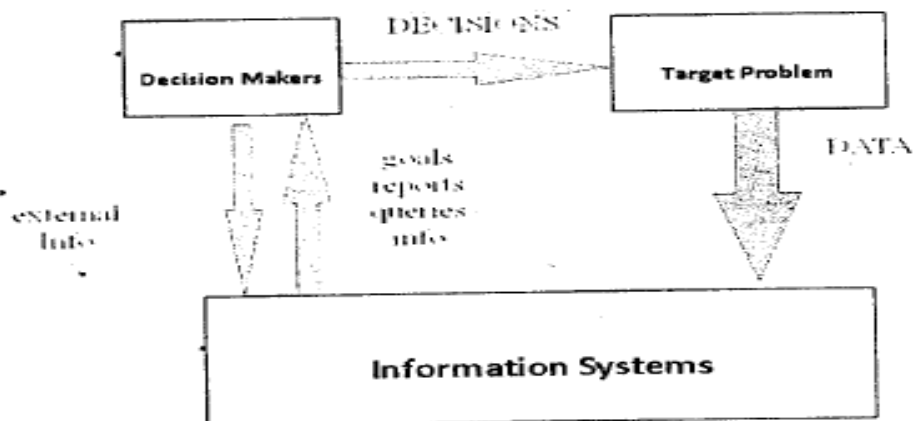 DECISIONS
Decision Makers
Target Problem
DATA
goals
reports
queries
info
external
Info
Information Systems